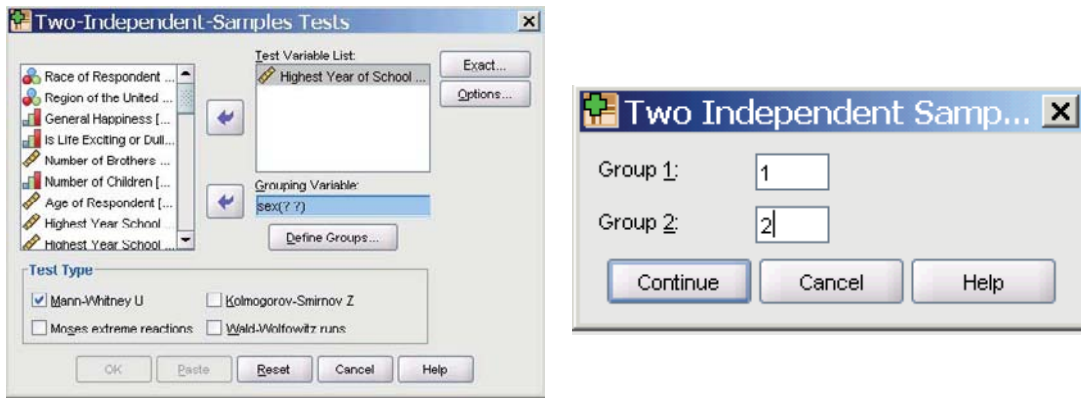 Two-Independent-Samples Tests
Race of Respondent ...
Region of the United ...
General Happiness [...
Is Life Exciting or Dull...
Number of Brothers ...
Number of Children [...
Age of Respondent [...
Highest Year School ...
Highest Year School ...
Test Variable List:
Highest Year of School ...
Grouping Variable:
sex(? ?)
Define Groups...
Exact...
Options...
Test Type
Mann-Whitney U
Kolmogorov-Smirnov Z
Moses extreme reactions
Wald-Wolfowitz runs
OK
Paste
Reset
Cancel
Help
Two Independent Samp...
Group 1:
1
Group 2:
2
Continue
Cancel
Help